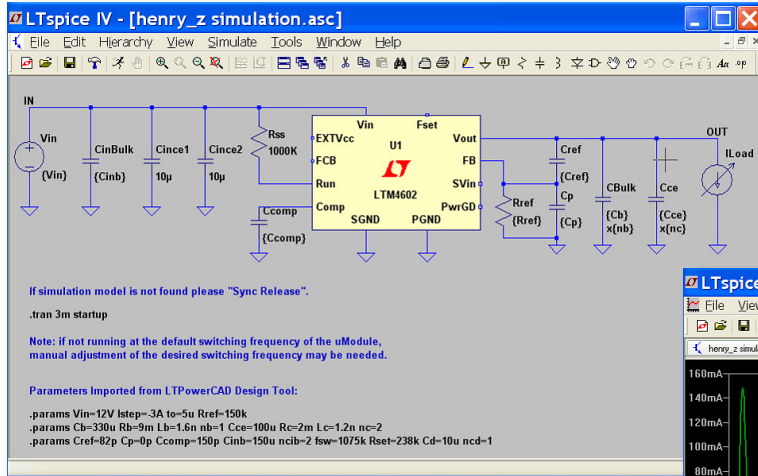 LTspice IV - [henry_z simulation.asc]
File Edit Hierarchy View Simulate Tools Window Help
Aa .op
IN
Vin
{Vin}
CinBulk
{Cinb}
Cince1
10µ
Cince2
10µ
Rss
1000K
Ccomp
{Ccomp}
Vin
Fset
EXTVcc
U1
Vout
FCB
FB
Run
LTM4602
SVin
Comp
PwrGD
SGND
PGND
Cref
{Cref}
Rref
{Rref}
Cp
{Cp}
CBulk
{Cb}
x{nb}
Cce
{Cce}
x{nc}
OUT
ILoad
If simulation model is not found please "Sync Release".
.tran 3m startup
Note: if not running at the default switching frequency of the uModule,
manual adjustment of the desired switching frequency may be needed.
Parameters Imported from LTPowerCAD Design Tool:
.params Vin=12V Istep=-3A to=5u Rref=150k
.params Cb=330u Rb=9m Lb=1.6n nb=1 Cce=100u Rc=2m Lc=1.2n nc=2
.params Cref=82p Cp=0p Ccomp=150p Cinb=150u ncib=2 fsw=1075k Rset=238k Cd=10u ncd=1
LTspice
File View
henry_z simul
160mA
140mA
120mA
100mA
80mA